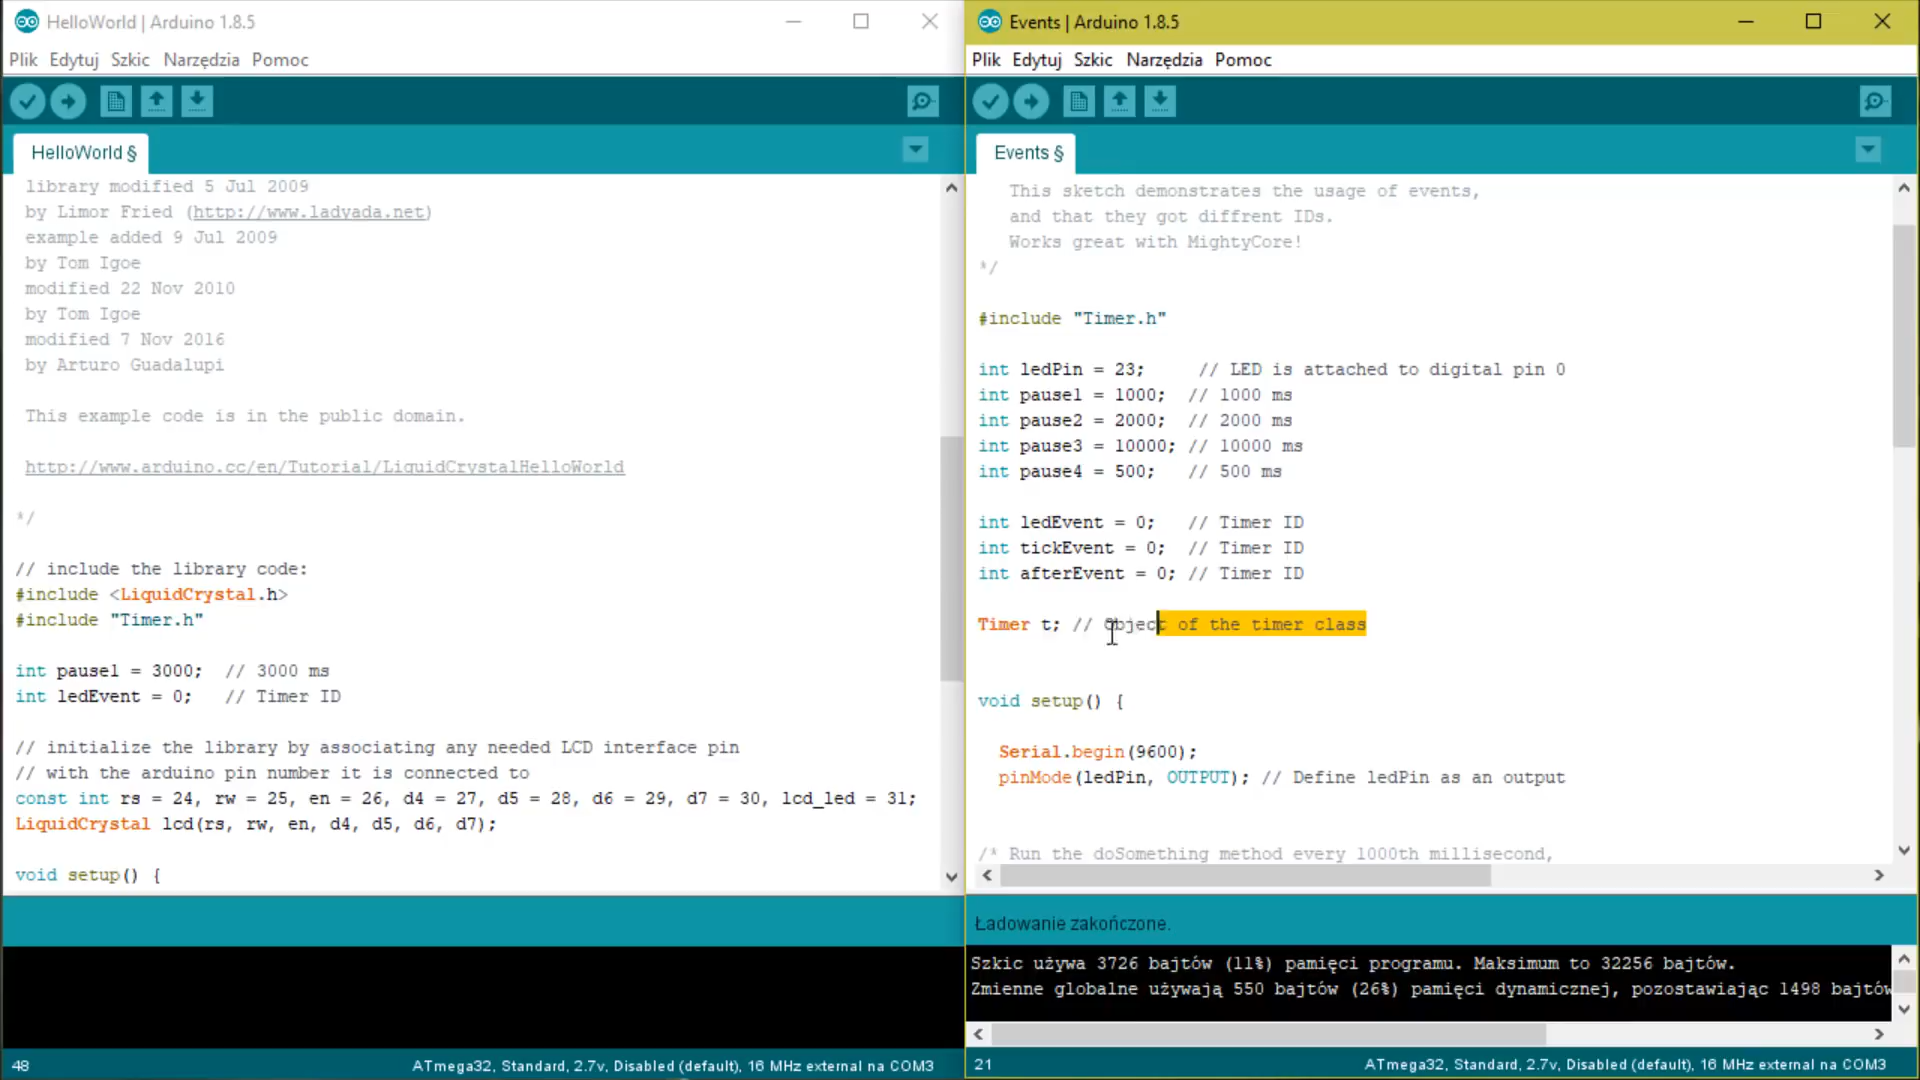 HelloWorld | Arduino 1.8.5
Plik Edytuj Szkic Narzędzia Pomoc
HelloWorld §
library modified 5 Jul 2009
by Limor Fried (http://www.ladyada.net)
example added 9 Jul 2009
by Tom Igoe
modified 22 Nov 2010
by Tom Igoe
modified 7 Nov 2016
by Arturo Guadalupi
This example code is in the public domain.
http://www.arduino.cc/en/Tutorial/LiquidCrystalHelloWorld
*/
// include the library code:
#include <LiquidCrystal.h>
#include "Timer.h"
int pause1 = 3000;  // 3000 ms
int ledEvent = 0;   // Timer ID
// initialize the library by associating any needed LCD interface pin
// with the arduino pin number it is connected to
const int rs = 24, rw = 25, en = 26, d4 = 27, d5 = 28, d6 = 29, d7 = 30, lcd_led = 31;
LiquidCrystal lcd(rs, rw, en, d4, d5, d6, d7);
void setup() {
48
ATmega32, Standard, 2.7v, Disabled (default), 16 MHz external na COM3
Events | Arduino 1.8.5
Plik Edytuj Szkic Narzędzia Pomoc
Events §
This sketch demonstrates the usage of events,
and that they got diffrent IDs.
Works great with MightyCore!
*/
#include "Timer.h"
int ledPin = 23;     // LED is attached to digital pin 0
int pause1 = 1000;  // 1000 ms
int pause2 = 2000;  // 2000 ms
int pause3 = 10000; // 10000 ms
int pause4 = 500;   // 500 ms
int ledEvent = 0;   // Timer ID
int tickEvent = 0;  // Timer ID
int afterEvent = 0; // Timer ID
Timer t; // Object of the timer class
void setup() {
Serial.begin(9600);
pinMode(ledPin, OUTPUT); // Define ledPin as an output
/* Run the doSomething method every 1000th millisecond,
Ładowanie zakończone.
Szkic używa 3726 bajtów (11%) pamięci programu. Maksimum to 32256 bajtów.
Zmienne globalne używają 550 bajtów (26%) pamięci dynamicznej, pozostawiając 1498 bajtów
21
ATmega32, Standard, 2.7v, Disabled (default), 16 MHz external na COM3